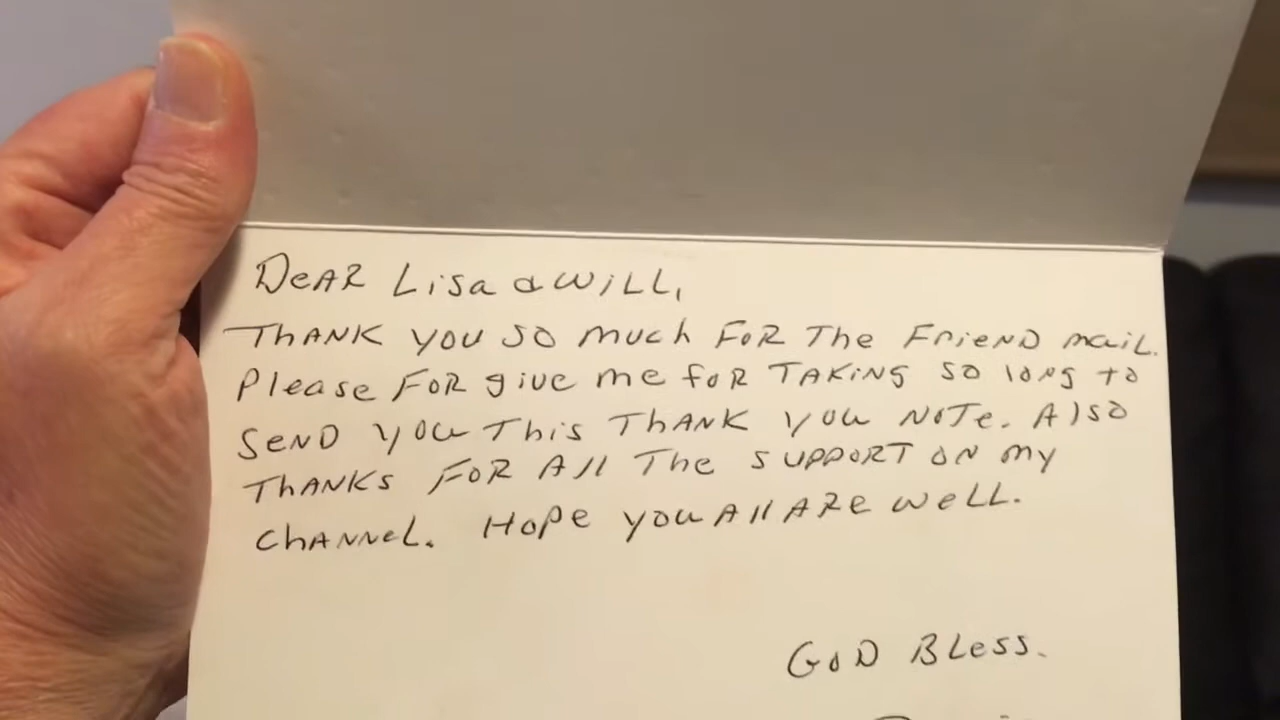 Dear Lisa & Will,
Thank you so much for the Friend mail.
Please For give me for Taking so long to
Send you This Thank you Note. Also
Thanks For All The support on my
Channel. Hope you All Are well.
God Bless.